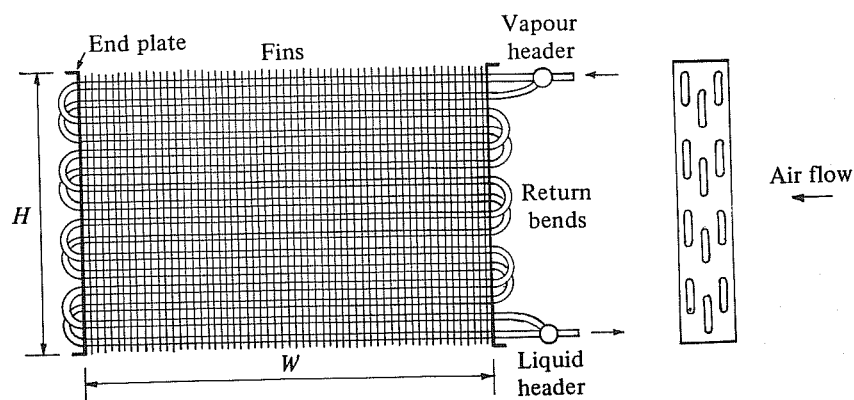 End plate
Fins
Vapour
header
H
Return
bends
Air flow
W
Liquid
header